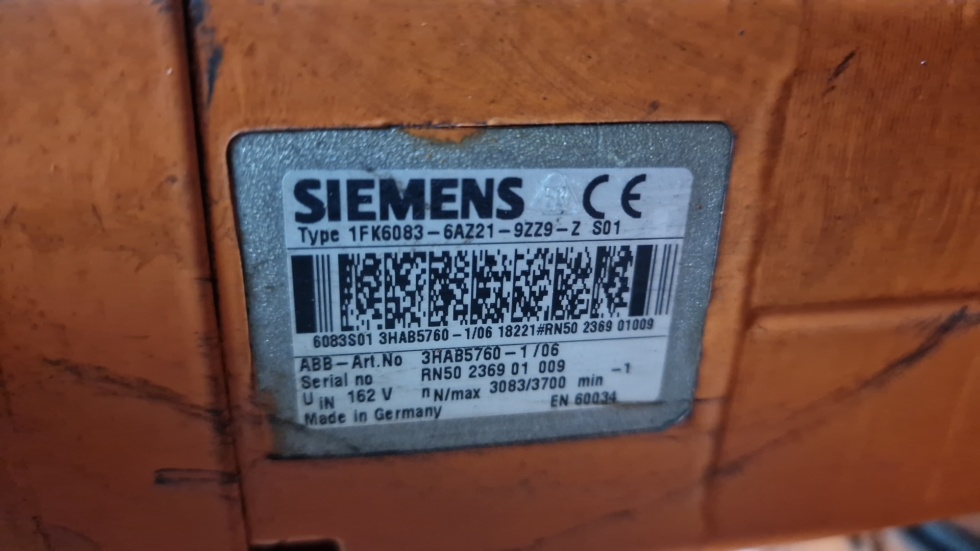 SIEMENS CE
Type 1FK6083-6AZ21-9ZZ9-Z S01
6083S01 3HAB5760-1/06 18221#RN50 2369 01009
ABB-Art.No 3HAB5760-1/06
Serial no RN50 2369 01 009
U IN 162 V n N/max 3083/3700 min -1
Made in Germany EN 60034